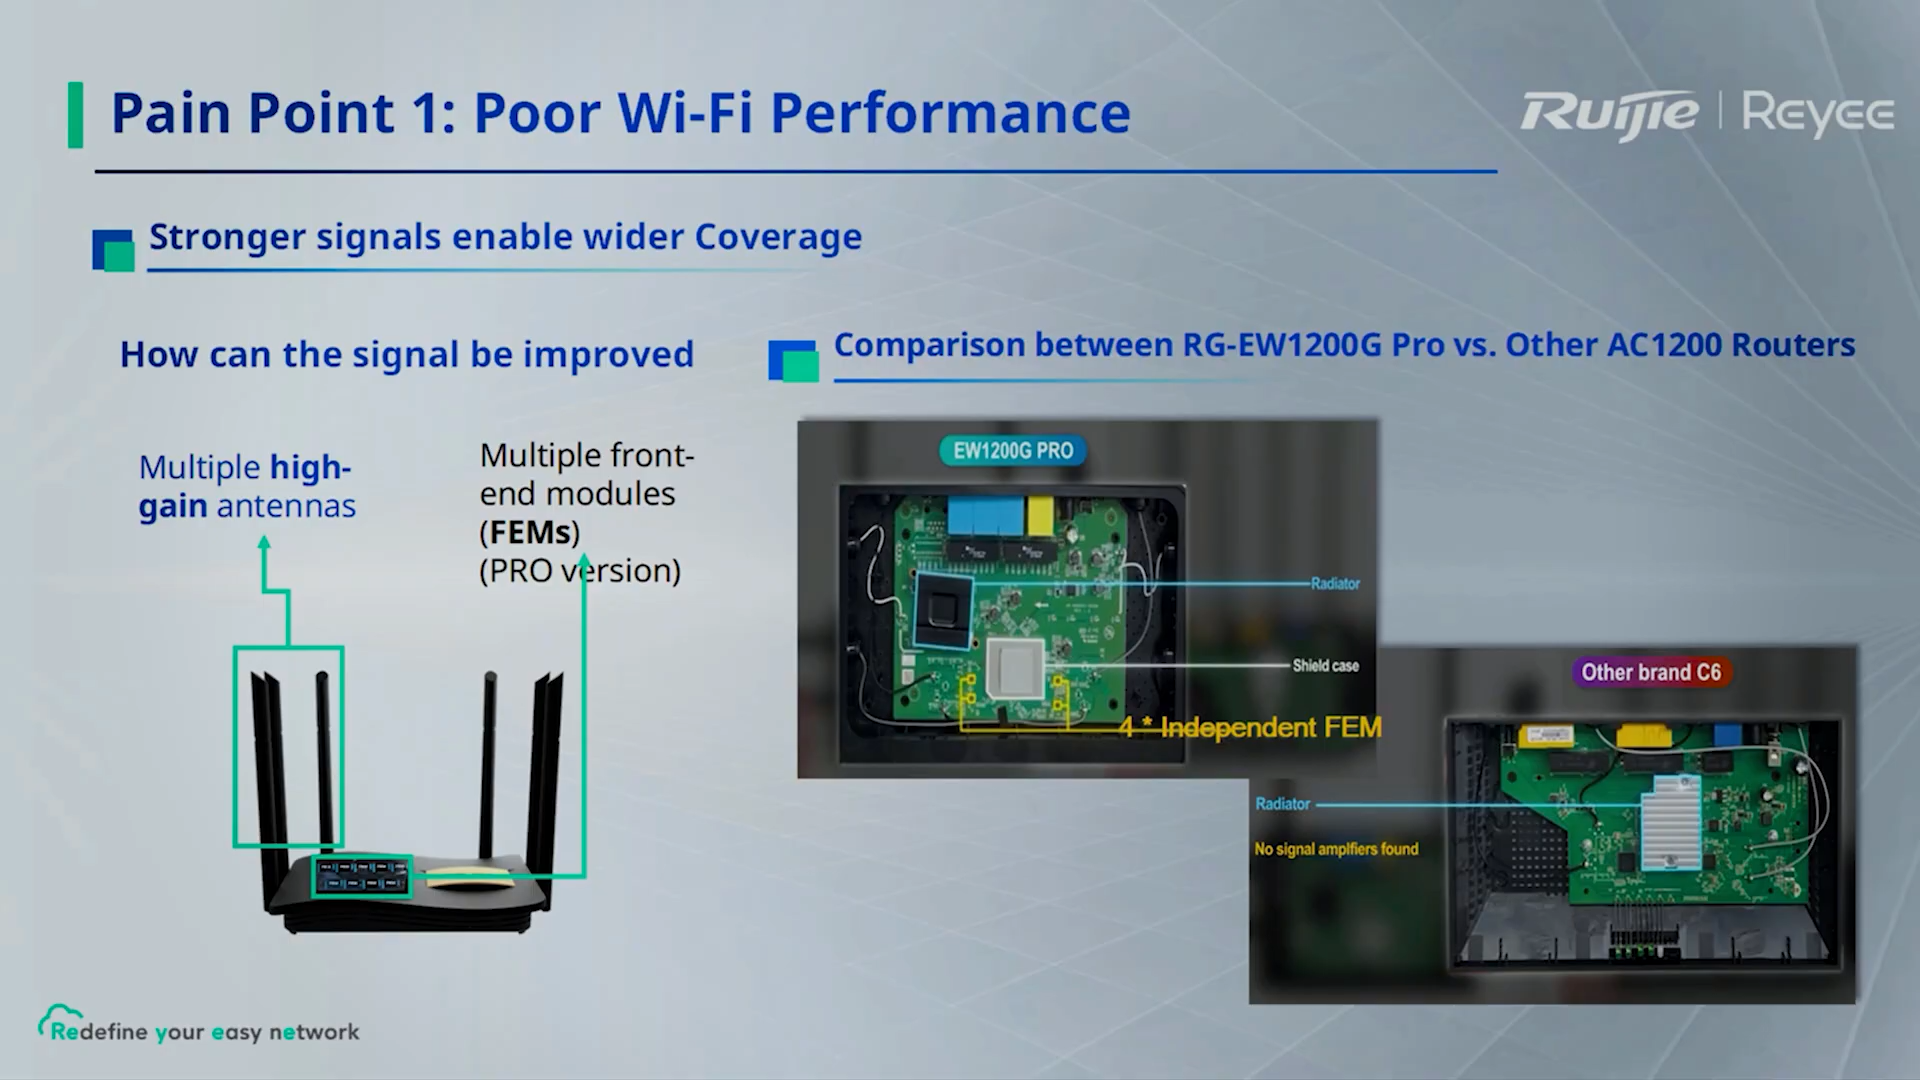 Pain Point 1: Poor Wi-Fi Performance
Ruijie | Reyee
Stronger signals enable wider Coverage
How can the signal be improved
Multiple high-
gain antennas
Multiple front-
end modules
(FEMs)
(PRO version)
Comparison between RG-EW1200G Pro vs. Other AC1200 Routers
EW1200G PRO
Radiator
Shield case
4 * Independent FEM
Other brand C6
Radiator
No signal amplfiers found
Redefine your easy network